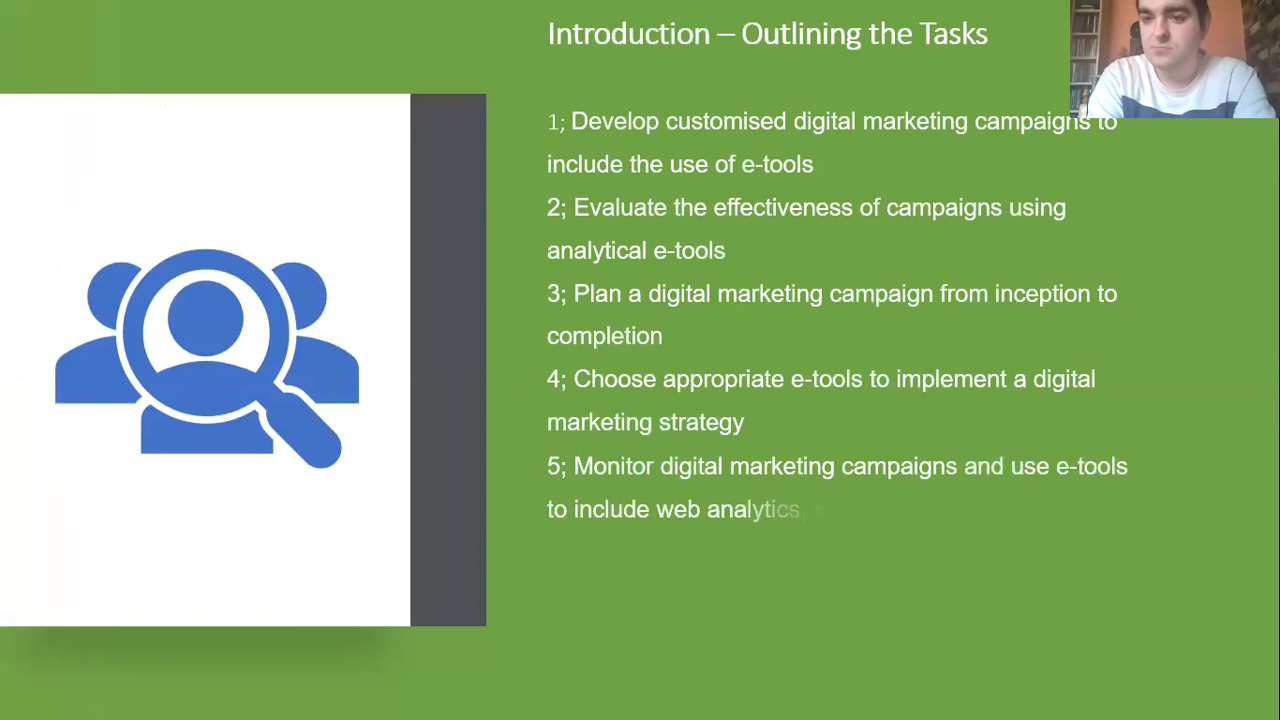 Introduction – Outlining the Tasks
1; Develop customised digital marketing campaigns to
include the use of e-tools
2; Evaluate the effectiveness of campaigns using
analytical e-tools
3; Plan a digital marketing campaign from inception to
completion
4; Choose appropriate e-tools to implement a digital
marketing strategy
5; Monitor digital marketing campaigns and use e-tools
to include web analytics